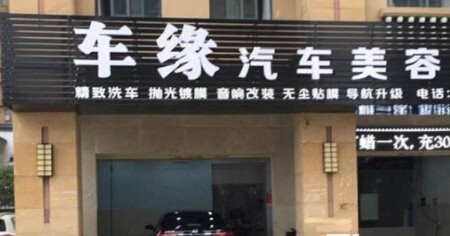 车缘汽车美容
精致洗车 抛光镀膜 音响改装 无尘贴膜 导航升级 电话:
蜡一次,充30